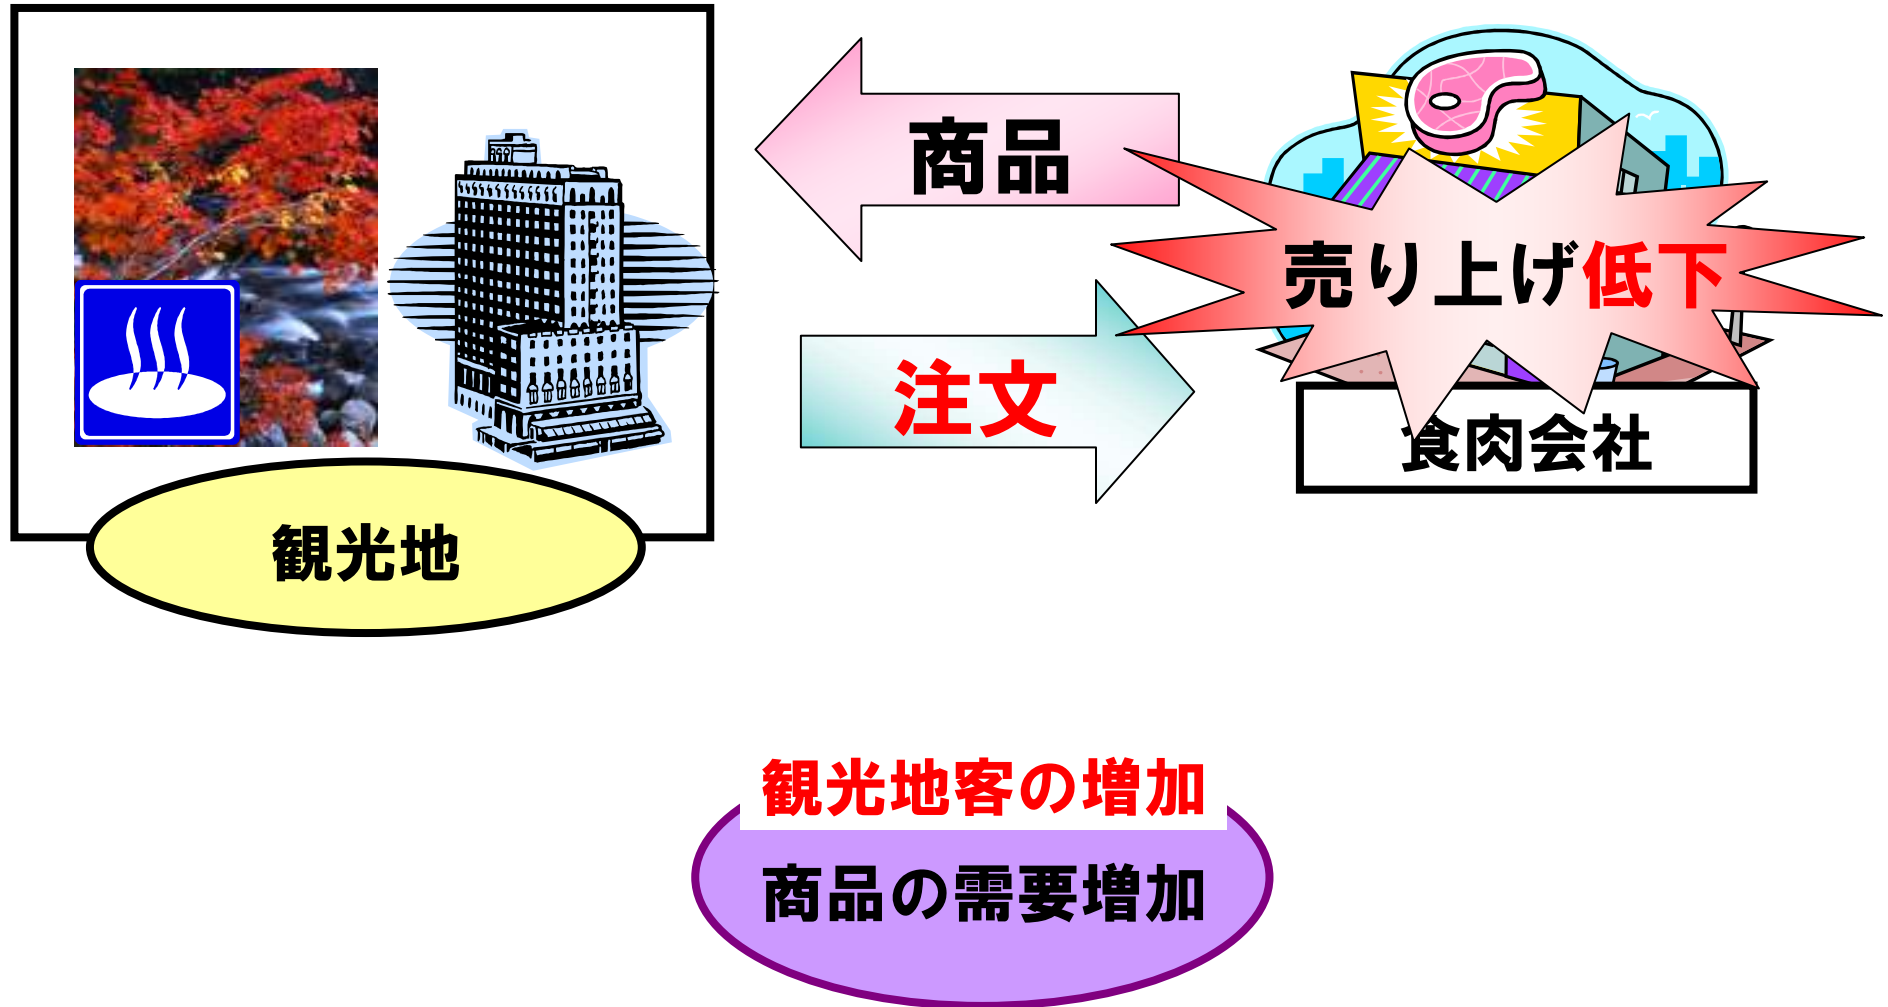 商品
売り上げ低下
注文
食肉会社
観光地
観光地客の増加
商品の需要増加